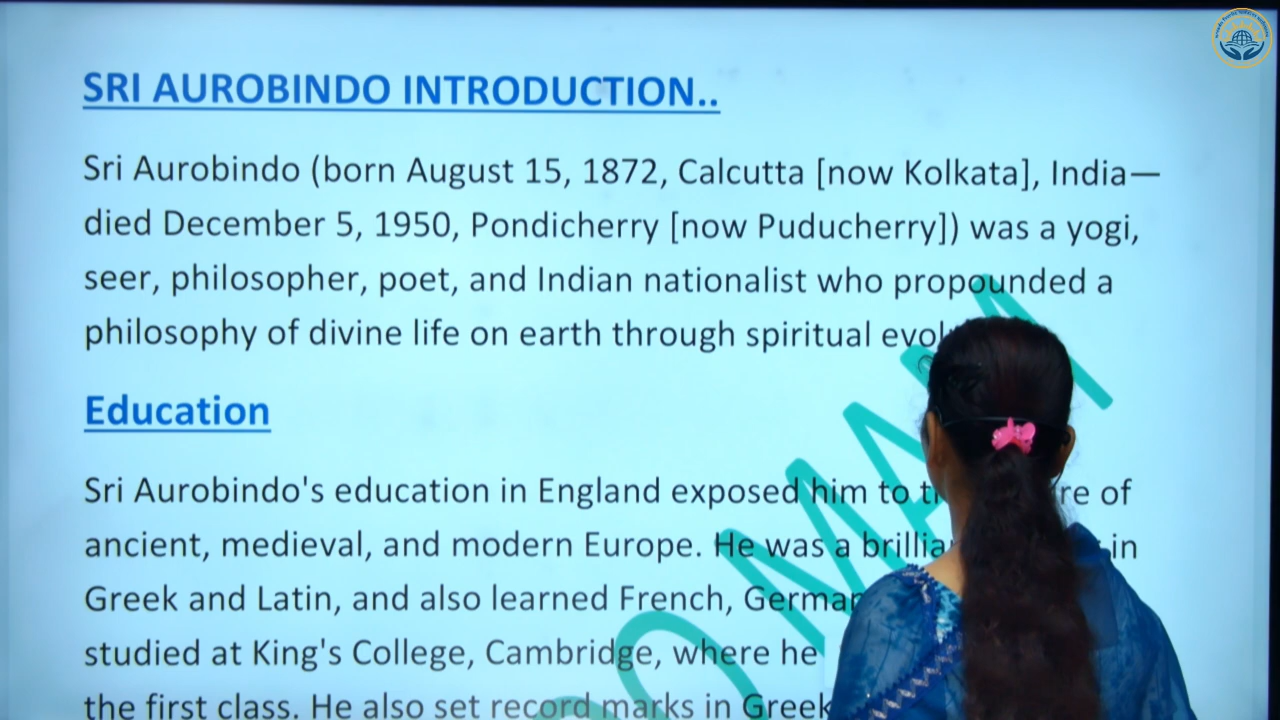 SRI AUROBINDO INTRODUCTION..
Sri Aurobindo (born August 15, 1872, Calcutta [now Kolkata], India—
died December 5, 1950, Pondicherry [now Puducherry]) was a yogi,
seer, philosopher, poet, and Indian nationalist who propounded a
philosophy of divine life on earth through spiritual
Education
Sri Aurobindo's education in England exposed him to of
ancient, medieval, and modern Europe. He was a in
Greek and Latin, and also learned French,
studied at King's College, Cambridge, where he
the first class. He also set record marks in Greek